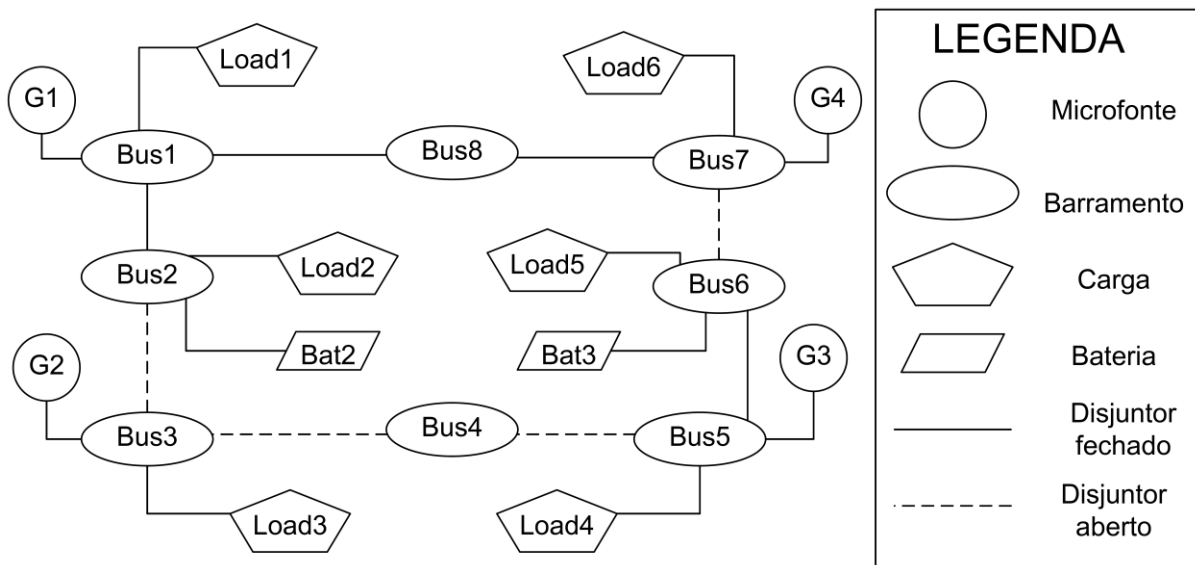 Load1
Load6
G1
G4
Bus1
Bus8
Bus7
Load2
Load5
Bus2
Bus6
Bat2
Bat3
G2
G3
Bus3
Bus4
Bus5
Load3
Load4
LEGENDA
Microfonte
Barramento
Carga
Bateria
Disjuntor
fechado
Disjuntor
aberto